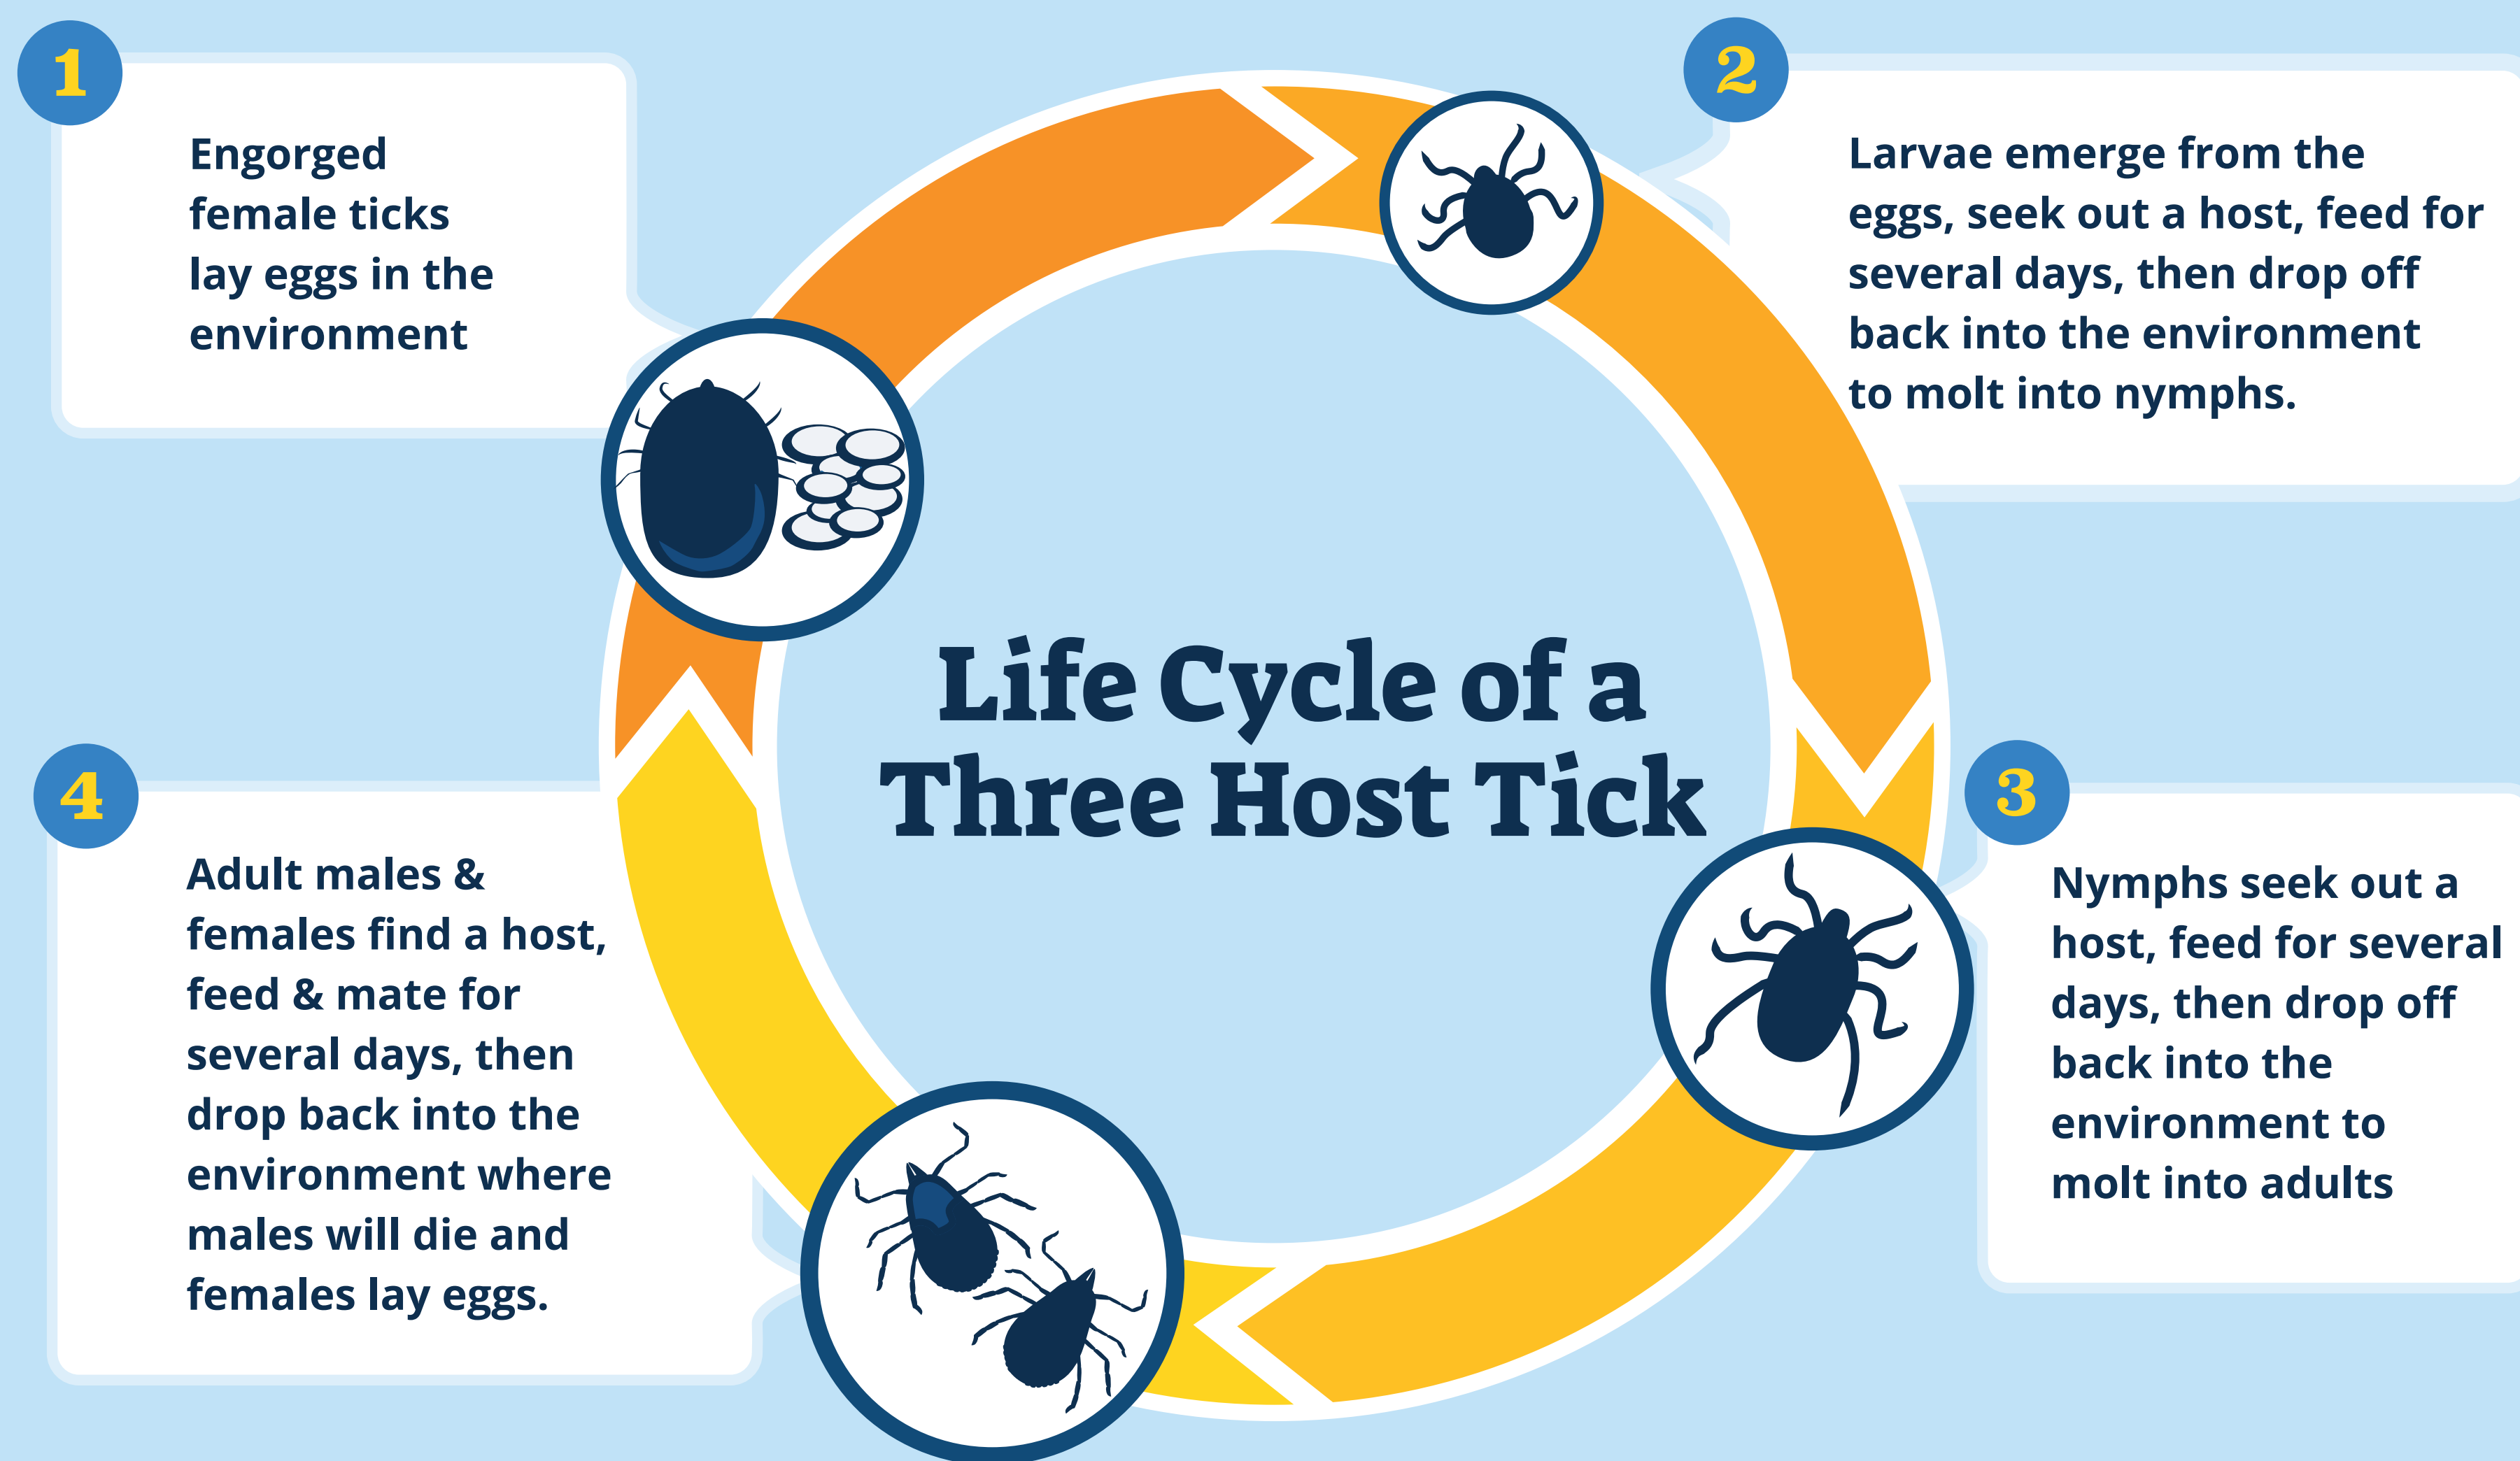 1
Engorged
female ticks
lay eggs in the
environment
2
Larvae emerge from the
eggs, seek out a host, feed for
several days, then drop off
back into the environment
to molt into nymphs.
Life Cycle of a
Three Host Tick
3
Nymphs seek out a
host, feed for several
days, then drop off
back into the
environment to
molt into adults
4
Adult males &
females find a host,
feed & mate for
several days, then
drop back into the
environment where
males will die and
females lay eggs.